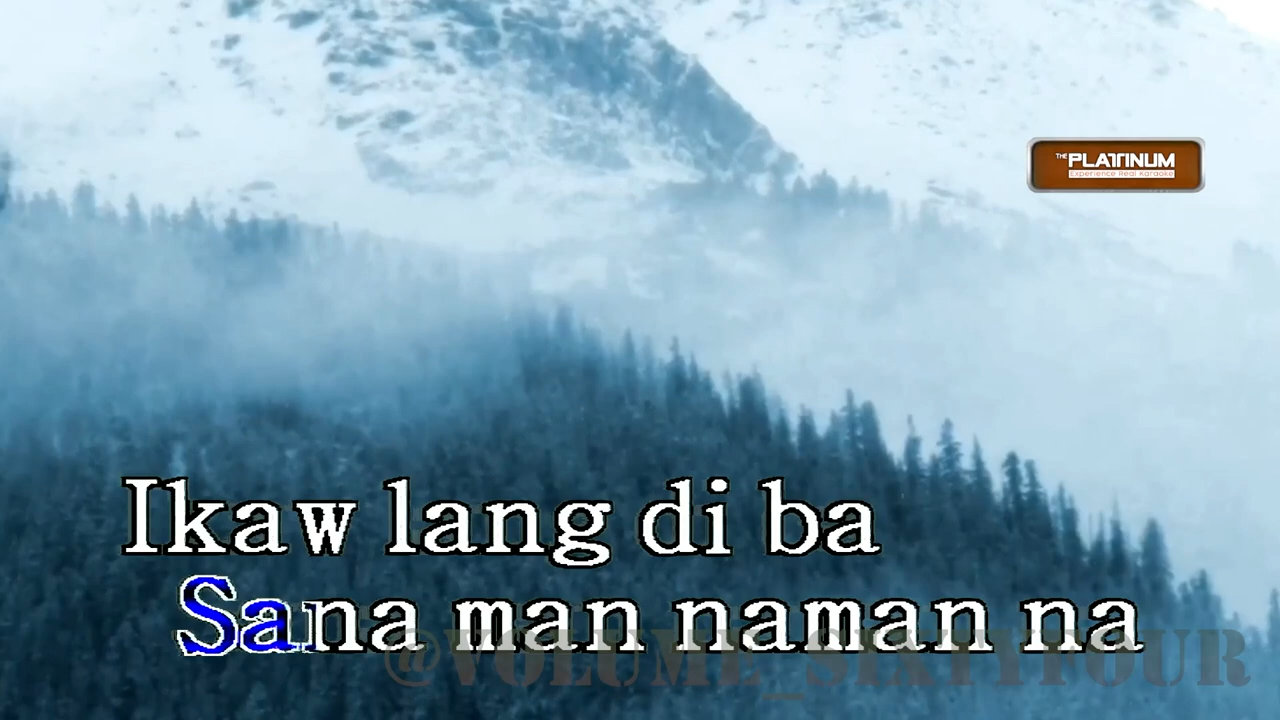 THE PLATINUM
Experience Real Karaoke
Ikaw lang di ba
Sana man naman na
@VOLUME_SIXTYFOUR